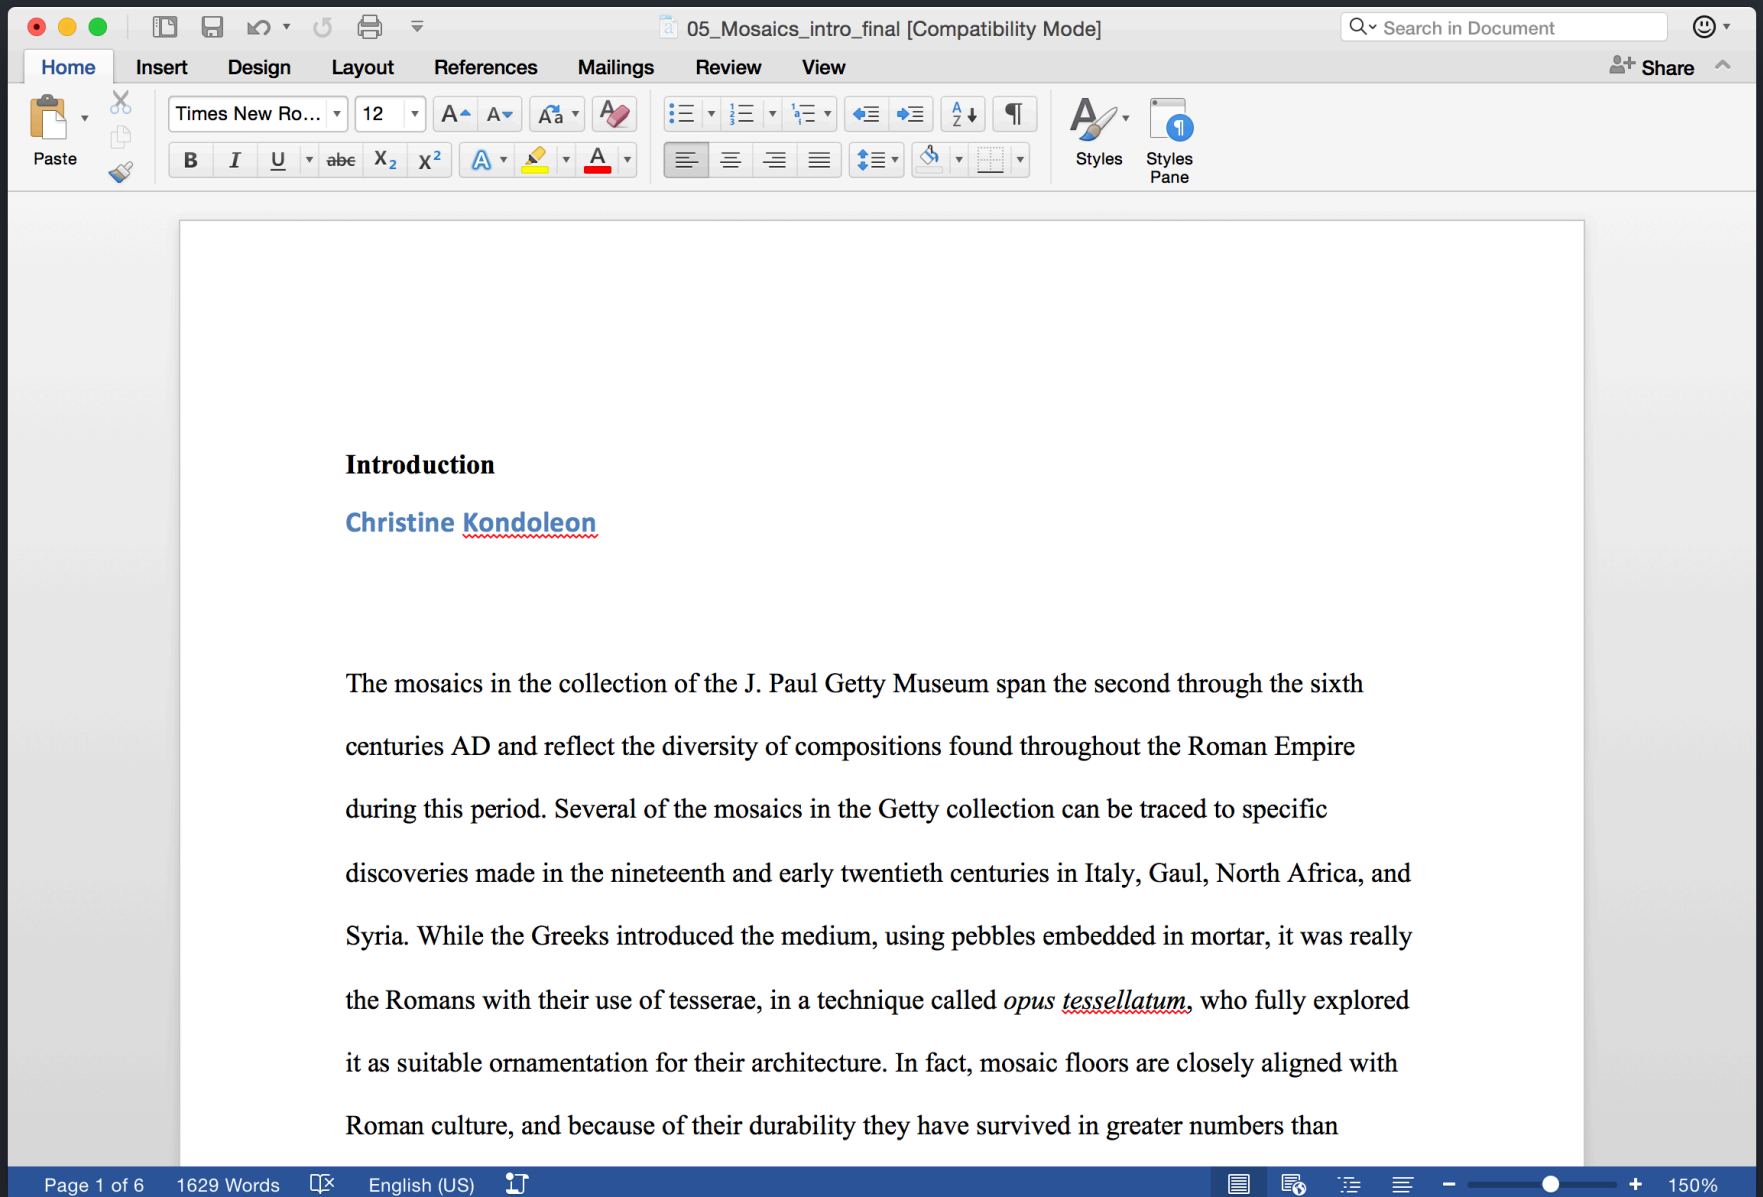 05_Mosaics_intro_final [Compatibility Mode]
Search in Document
Home Insert Design Layout References Mailings Review View Share
Paste
Times New Ro... 12
Styles
Styles Pane
Introduction
Christine Kondoleon
The mosaics in the collection of the J. Paul Getty Museum span the second through the sixth
centuries AD and reflect the diversity of compositions found throughout the Roman Empire
during this period. Several of the mosaics in the Getty collection can be traced to specific
discoveries made in the nineteenth and early twentieth centuries in Italy, Gaul, North Africa, and
Syria. While the Greeks introduced the medium, using pebbles embedded in mortar, it was really
the Romans with their use of tesserae, in a technique called opus tessellatum, who fully explored
it as suitable ornamentation for their architecture. In fact, mosaic floors are closely aligned with
Roman culture, and because of their durability they have survived in greater numbers than
Page 1 of 6 1629 Words English (US) 150%